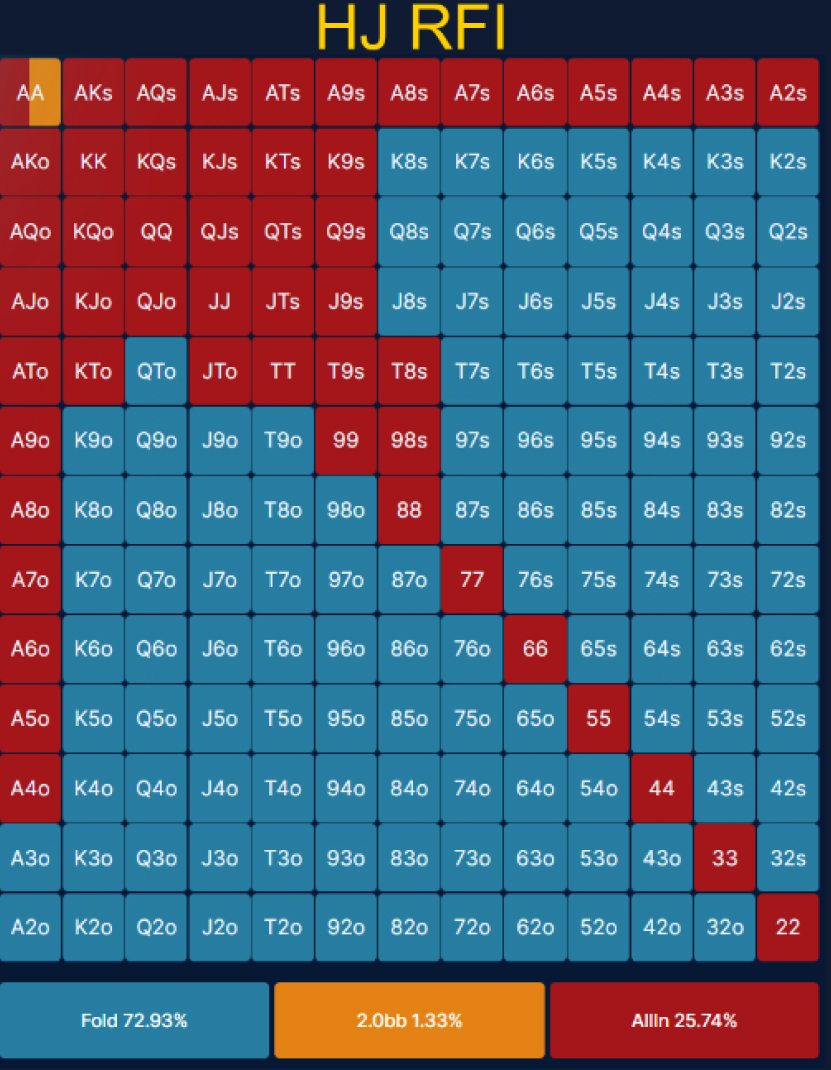 HJ RFI
AA AKs AQs AJs ATs A9s A8s A7s A6s A5s A4s A3s A2s
AKo KK KQs KJs KTs K9s K8s K7s K6s K5s K4s K3s K2s
AQo KQo QQ QJs QTs Q9s Q8s Q7s Q6s Q5s Q4s Q3s Q2s
AJo KJo QJo JJ JTs J9s J8s J7s J6s J5s J4s J3s J2s
ATo KTo QTo JTo TT T9s T8s T7s T6s T5s T4s T3s T2s
A9o K9o Q9o J9o T9o 99 98s 97s 96s 95s 94s 93s 92s
A8o K8o Q8o J8o T8o 98o 88 87s 86s 85s 84s 83s 82s
A7o K7o Q7o J7o T7o 97o 87o 77 76s 75s 74s 73s 72s
A6o K6o Q6o J6o T6o 96o 86o 76o 66 65s 64s 63s 62s
A5o K5o Q5o J5o T5o 95o 85o 75o 65o 55 54s 53s 52s
A4o K4o Q4o J4o T4o 94o 84o 74o 64o 54o 44 43s 42s
A3o K3o Q3o J3o T3o 93o 83o 73o 63o 53o 43o 33 32s
A2o K2o Q2o J2o T2o 92o 82o 72o 62o 52o 42o 32o 22
Fold 72.93% 2.0bb 1.33% AllIn 25.74%